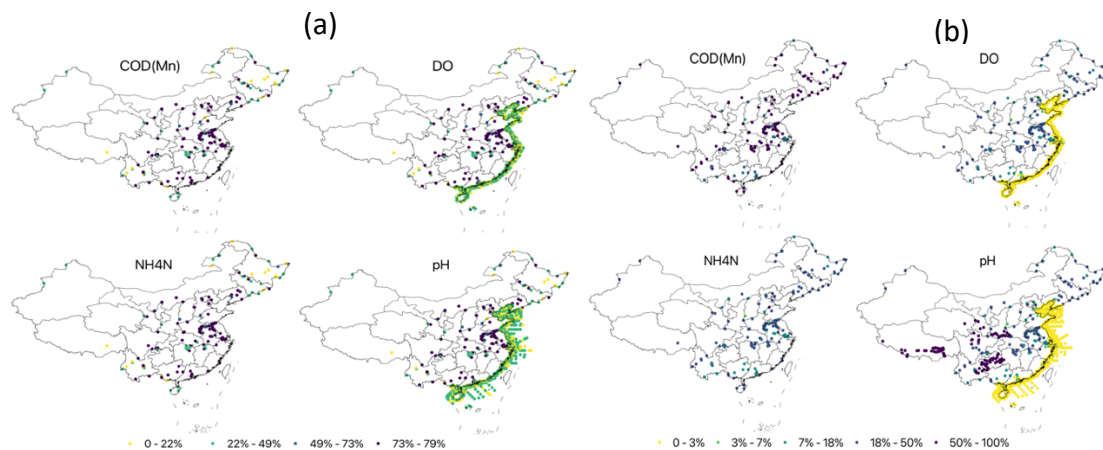 (a)
(b)
COD(Mn)
DO
COD(Mn)
DO
NH4N
pH
NH4N
pH
0 - 22% 22% - 49% 49% - 73% 73% - 79%
0 - 3% 3% - 7% 7% - 18% 18% - 50% 50% - 100%